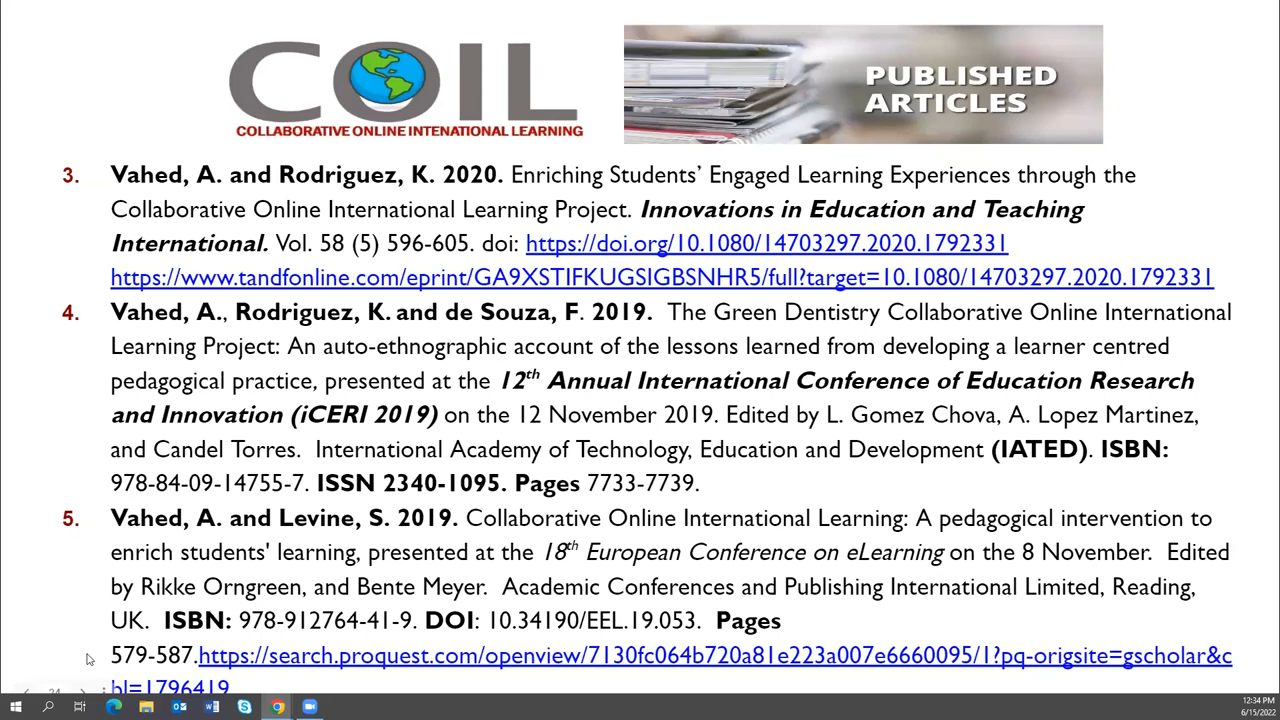 COIL
COLLABORATIVE ONLINE INTENATIONAL LEARNING
PUBLISHED
ARTICLES
3. Vahed, A. and Rodriguez, K. 2020. Enriching Students’ Engaged Learning Experiences through the
Collaborative Online International Learning Project. Innovations in Education and Teaching
International. Vol. 58 (5) 596-605. doi: https://doi.org/10.1080/14703297.2020.1792331
https://www.tandfonline.com/eprint/GA9XSTIFKUGSIGBSNHR5/full?target=10.1080/14703297.2020.1792331
4. Vahed, A., Rodriguez, K. and de Souza, F. 2019. The Green Dentistry Collaborative Online International
Learning Project: An auto-ethnographic account of the lessons learned from developing a learner centred
pedagogical practice, presented at the 12th Annual International Conference of Education Research
and Innovation (iCERI 2019) on the 12 November 2019. Edited by L. Gomez Chova, A. Lopez Martinez,
and Candel Torres. International Academy of Technology, Education and Development (IATED). ISBN:
978-84-09-14755-7. ISSN 2340-1095. Pages 7733-7739.
5. Vahed, A. and Levine, S. 2019. Collaborative Online International Learning: A pedagogical intervention to
enrich students' learning, presented at the 18th European Conference on eLearning on the 8 November. Edited
by Rikke Orngreen, and Bente Meyer. Academic Conferences and Publishing International Limited, Reading,
UK. ISBN: 978-912764-41-9. DOI: 10.34190/EEL.19.053. Pages
579-587.https://search.proquest.com/openview/7130fc064b720a81e223a007e6660095/1?pq-origsite=gscholar&c
bl=1796419
24
12:34 PM
6/15/2022